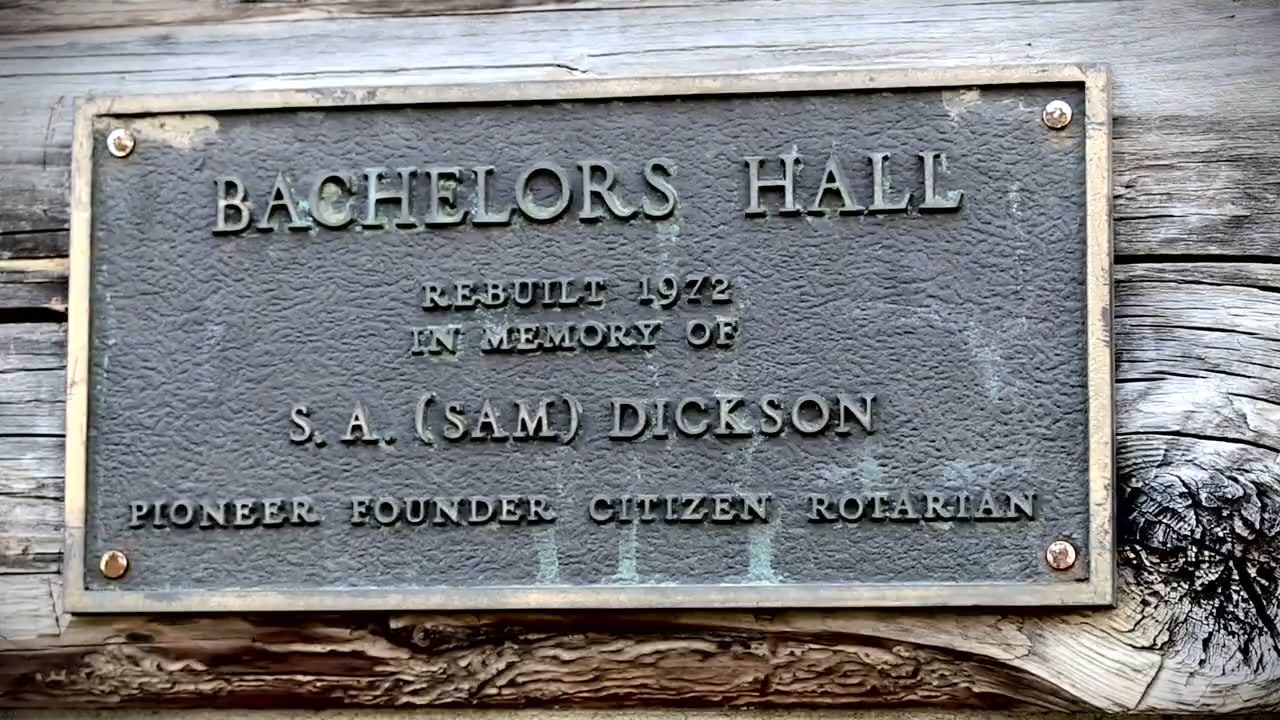 BACHELORS HALL
REBUILT 1972
IN MEMORY OF
S. A. (SAM) DICKSON
PIONEER FOUNDER CITIZEN ROTARIAN